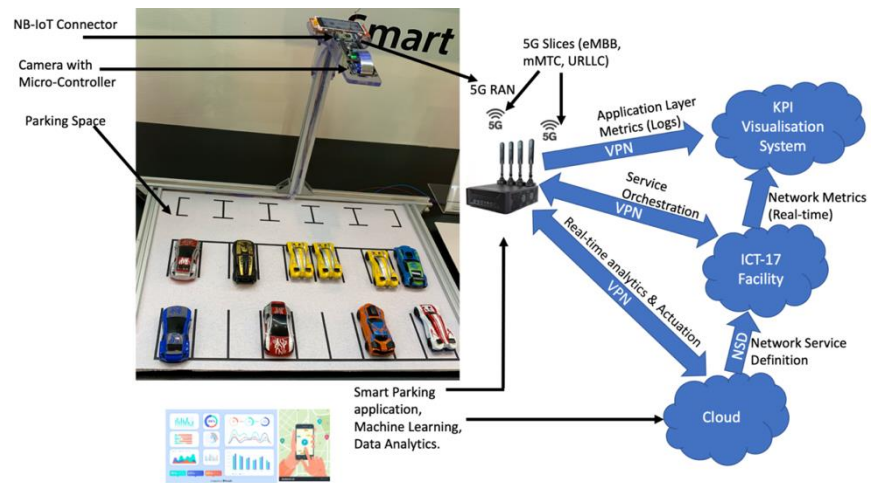 NB-IoT Connector
Camera with
Micro-Controller
Parking Space
Smart
5G RAN
5G Slices (eMBB,
mMTC, URLLC)
5G
5G
Application Layer
Metrics (Logs)
VPN
Service
Orchestration
VPN
Real-time analytics & Actuation
VPN
KPI
Visualisation
System
Network Metrics
(Real-time)
ICT-17
Facility
NSD
Network Service
Definition
Cloud
Smart Parking
application,
Machine Learning,
Data Analytics.